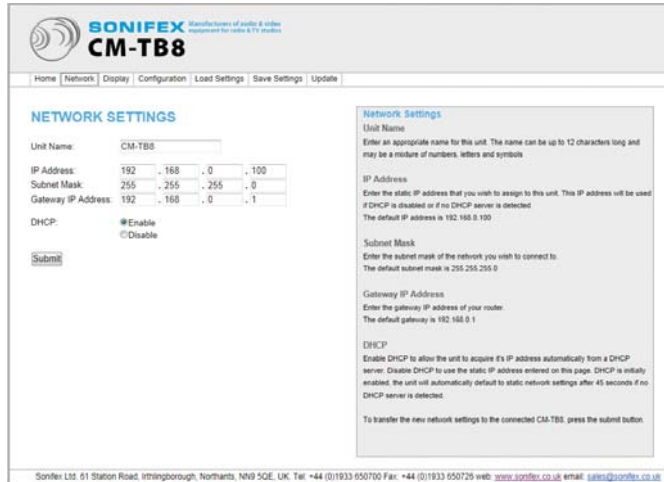 SONIFEX Manufacturers of audio & video
equipment for radio & TV studios
CM-TB8
Home Network Display Configuration Load Settings Save Settings Update
NETWORK SETTINGS
Unit Name: CM-TB8
IP Address: 192 . 168 . 0 . 100
Subnet Mask: 255 . 255 . 255 . 0
Gateway IP Address: 192 . 168 . 0 . 1
DHCP: Enable
Disable
Submit
Network Settings
Unit Name
Enter an appropriate name for this unit. The name can be up to 12 characters long and
may be a mixture of numbers, letters and symbols
IP Address
Enter the static IP address that you wish to assign to this unit. This IP address will be used
if DHCP is disabled or if no DHCP server is detected
The default IP address is 192.168.0.100
Subnet Mask
Enter the subnet mask of the network you wish to connect to.
The default subnet mask is 255.255.255.0
Gateway IP Address
Enter the gateway IP address of your router.
The default gateway is 192.168.0.1
DHCP
Enable DHCP to allow the unit to acquire it's IP address automatically from a DHCP
server. Disable DHCP to use the static IP address entered on this page. DHCP is initially
enabled, the unit will automatically default to static network settings after 45 seconds if no
DHCP server is detected.
To transfer the new network settings to the connected CM-TB8, press the submit button.
Sonifex Ltd. 61 Station Road, Irthlingborough, Northants, NN9 5QE, UK. Tel: +44 (0)1933 650700 Fax: +44 (0)1933 650726 web: www.sonifex.co.uk email: sales@sonifex.co.uk